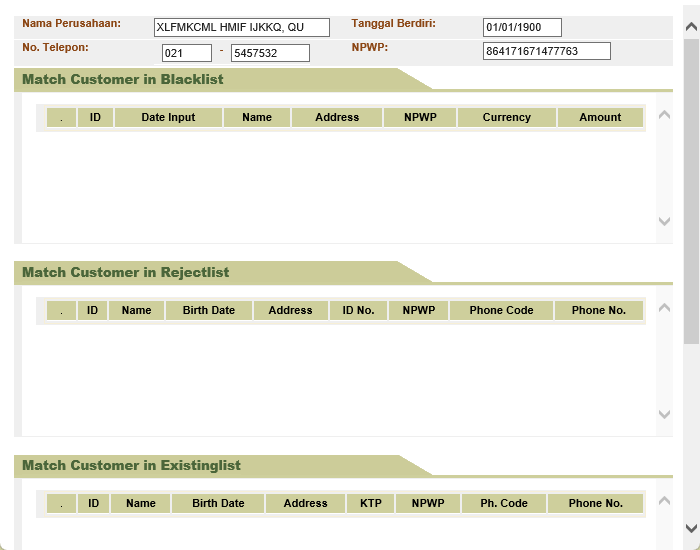 Nama Perusahaan: XLFMKCML HMIF IJKKQ, QU Tanggal Berdiri: 01/01/1900
No. Telepon: 021 - 5457532 NPWP: 864171671477763
Match Customer in Blacklist
. ID Date Input Name Address NPWP Currency Amount
Match Customer in Rejectlist
. ID Name Birth Date Address ID No. NPWP Phone Code Phone No.
Match Customer in Existinglist
. ID Name Birth Date Address KTP NPWP Ph. Code Phone No.